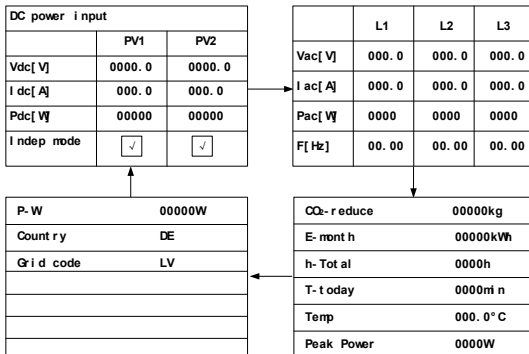 DC power input
PV1 PV2
Vdc[V] 0000.0 0000.0
Idc[A] 000.0 000.0
Pdc[W] 00000 00000
Indep mode √ √
L1 L2 L3
Vac[V] 000.0 000.0 000.0
Iac[A] 000.0 000.0 000.0
Pac[W] 0000 0000 0000
F[Hz] 00.00 00.00 00.00
P-W 00000W
Country DE
Grid code LV
CO₂-reduce 00000kg
E-month 00000kWh
h-Total 0000h
T-today 0000min
Temp 000.0°C
Peak Power 0000W